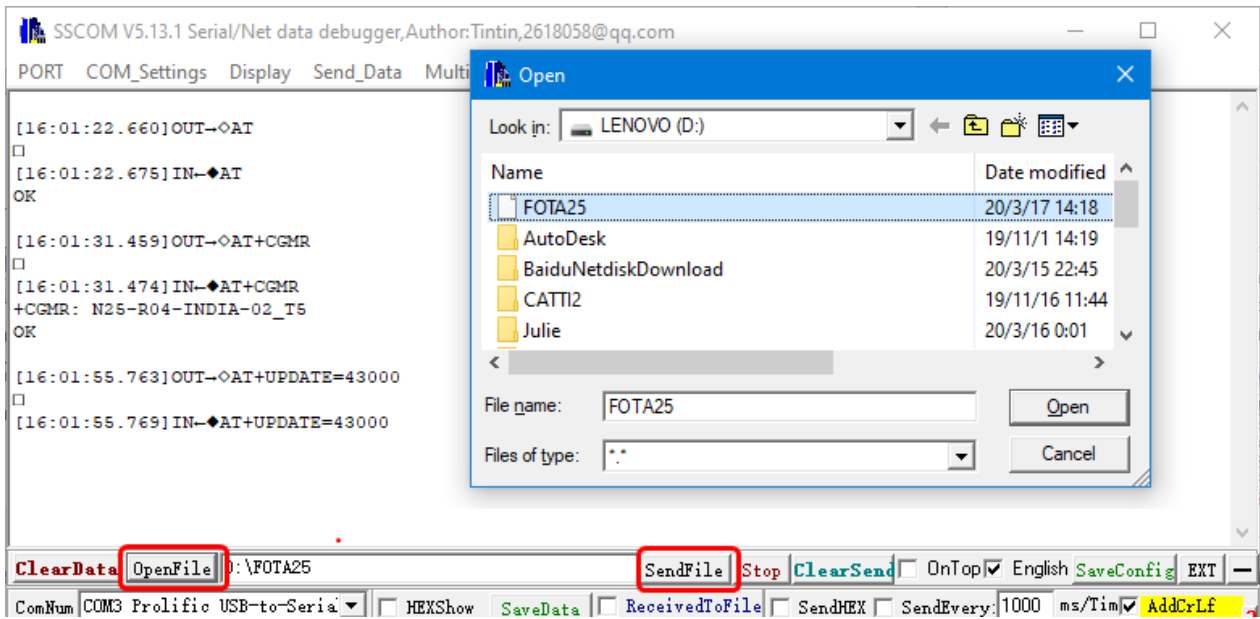 SSCOM V5.13.1 Serial/Net data debugger,Author:Tintin,2618058@qq.com
PORT COM_Settings Display Send_Data Multi
[16:01:22.660]OUT→◇AT
□
[16:01:22.675]IN←◆AT
OK
[16:01:31.459]OUT→◇AT+CGMR
□
[16:01:31.474]IN←◆AT+CGMR
+CGMR: N25-R04-INDIA-02_T5
OK
[16:01:55.763]OUT→◇AT+UPDATE=43000
□
[16:01:55.769]IN←◆AT+UPDATE=43000
Open
Look in: LENOVO (D:)
Name Date modified
FOTA25 20/3/17 14:18
AutoDesk 19/11/1 14:19
BaiduNetdiskDownload 20/3/15 22:45
CATTI2 19/11/16 11:44
Julie 20/3/16 0:01
File name: FOTA25 Open
Files of type: *.* Cancel
ClearData OpenFile :\FOTA25 SendFile Stop ClearSend OnTop English SaveConfig EXT —
ComNum COM3 Prolific USB-to-Seria HEXShow SaveData ReceivedToFile SendHEX SendEvery: 1000 ms/Tim AddCrLf